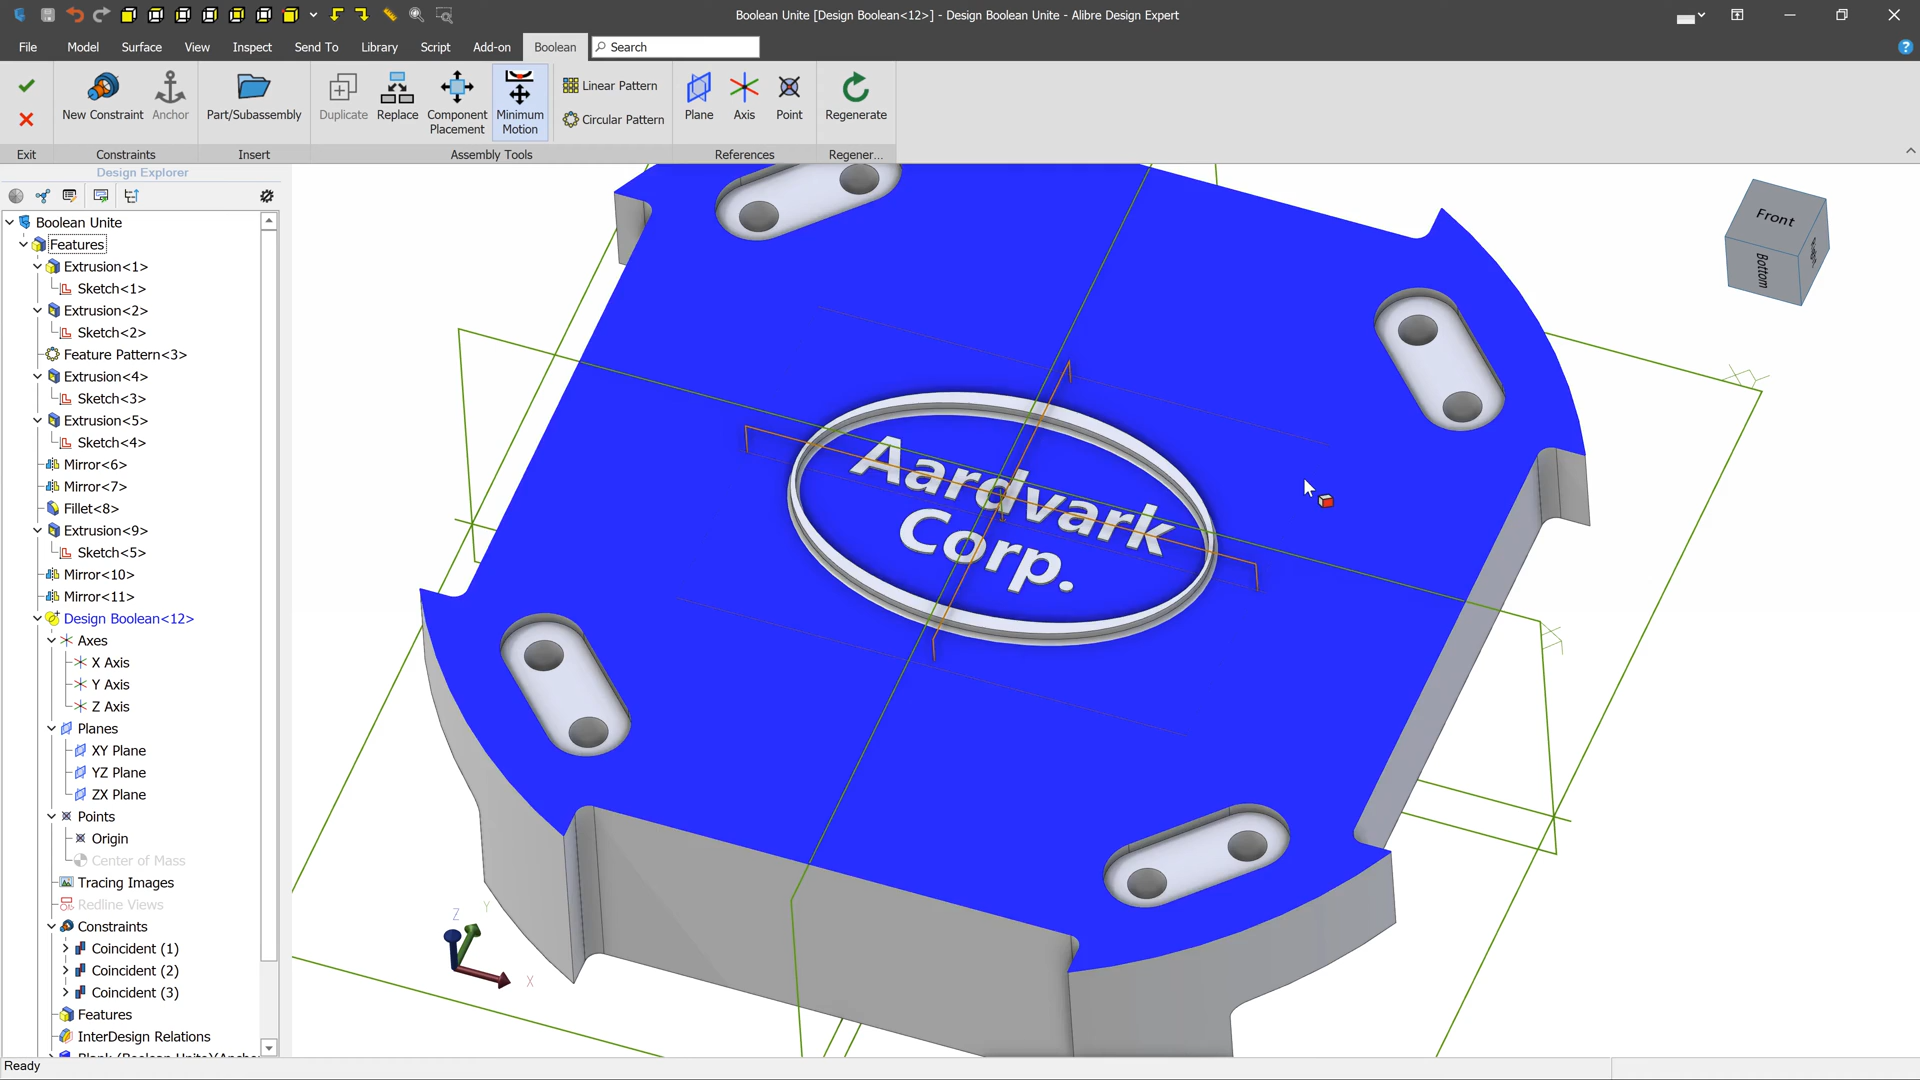 Boolean Unite [Design Boolean<12>] - Design Boolean Unite - Alibre Design Expert
File
Model
Surface
View
Inspect
Send To
Library
Script
Add-on
Boolean
Search
New Constraint
Anchor
Part/Subassembly
Duplicate
Replace
Component
Placement
Minimum
Motion
Linear Pattern
Circular Pattern
Plane
Axis
Point
Regenerate
Exit
Constraints
Insert
Assembly Tools
References
Regener...
Design Explorer
Boolean Unite
Features
Extrusion<1>
Sketch<1>
Extrusion<2>
Sketch<2>
Feature Pattern<3>
Extrusion<4>
Sketch<3>
Extrusion<5>
Sketch<4>
Mirror<6>
Mirror<7>
Fillet<8>
Extrusion<9>
Sketch<5>
Mirror<10>
Mirror<11>
Design Boolean<12>
Axes
X Axis
Y Axis
Z Axis
Planes
XY Plane
YZ Plane
ZX Plane
Points
Origin
Center of Mass
Tracing Images
Redline Views
Constraints
Coincident (1)
Coincident (2)
Coincident (3)
Features
InterDesign Relations
Ready
Aardvark
Corp.
Front
Bottom
Z
Y
X